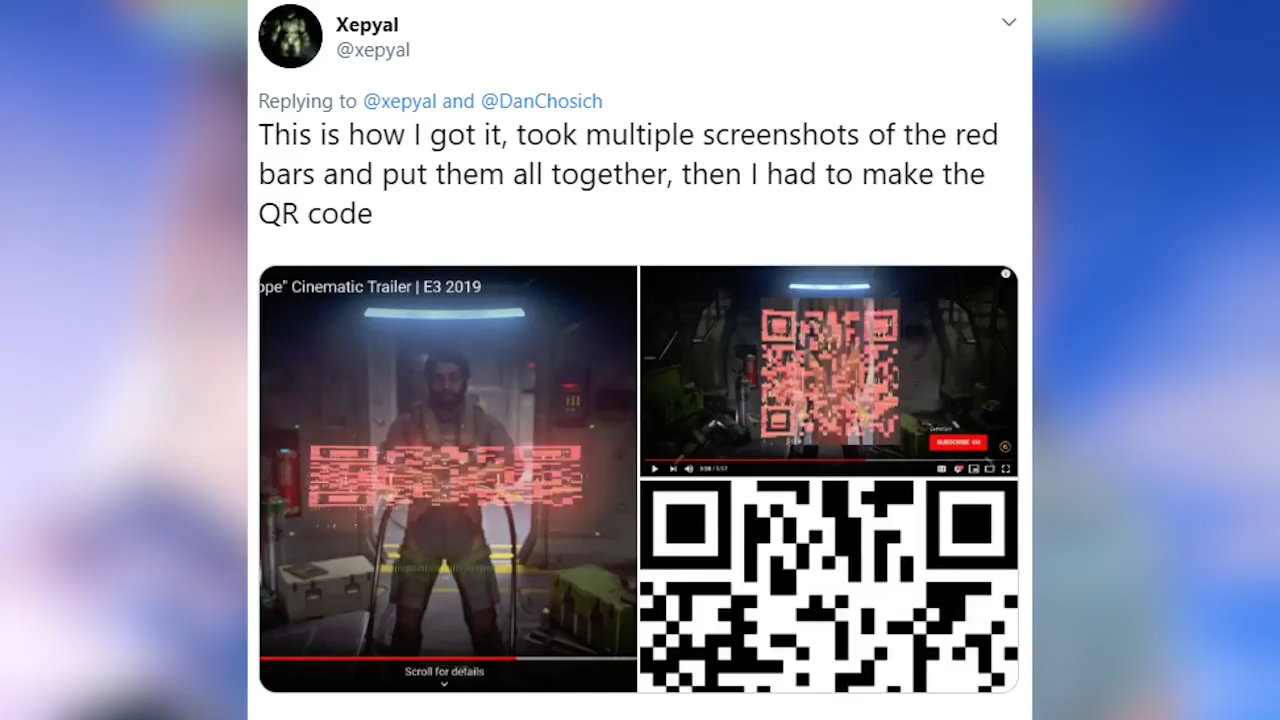 Xepyal
@xepyal
Replying to @xepyal and @DanChosich
This is how I got it, took multiple screenshots of the red
bars and put them all together, then I had to make the
QR code
ope" Cinematic Trailer | E3 2019
Scroll for details